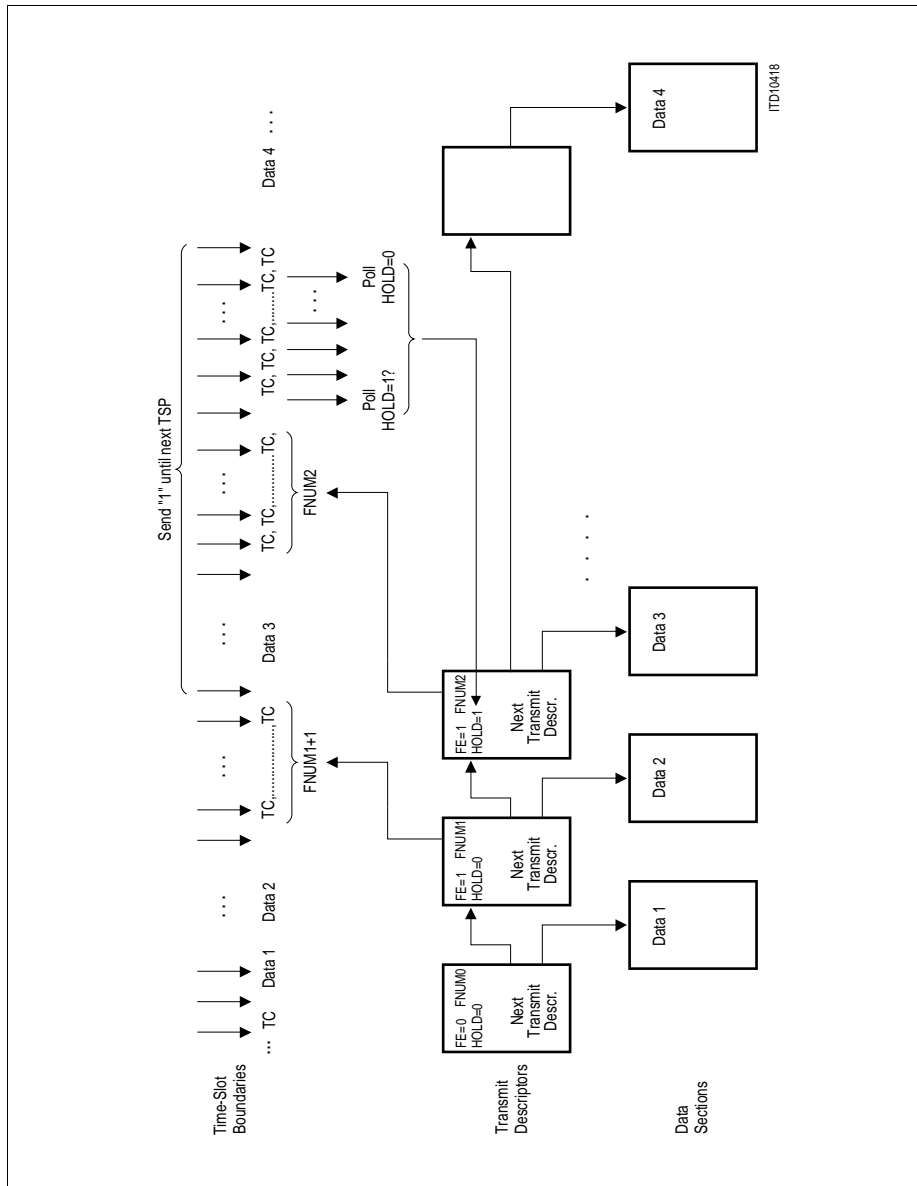 Send "1" until next TSP
Time-Slot
Boundaries
... TC
Data 1
Data 2
. . .
TC,..................,TC
. . .
FNUM1+1
Data 3
. . .
TC, TC,..........TC,
. . .
FNUM2
TC, TC, TC,.......TC, TC
. . .
Data 4 . . .
Poll
HOLD=1?
. . .
Poll
HOLD=0
Transmit
Descriptors
FE=0 FNUM0
HOLD=0
Next
Transmit
Descr.
FE=1 FNUM1
HOLD=0
Next
Transmit
Descr.
FE=1 FNUM2
HOLD=1
Next
Transmit
Descr.
. . . .
Data
Sections
Data 1
Data 2
Data 3
Data 4
ITD10418